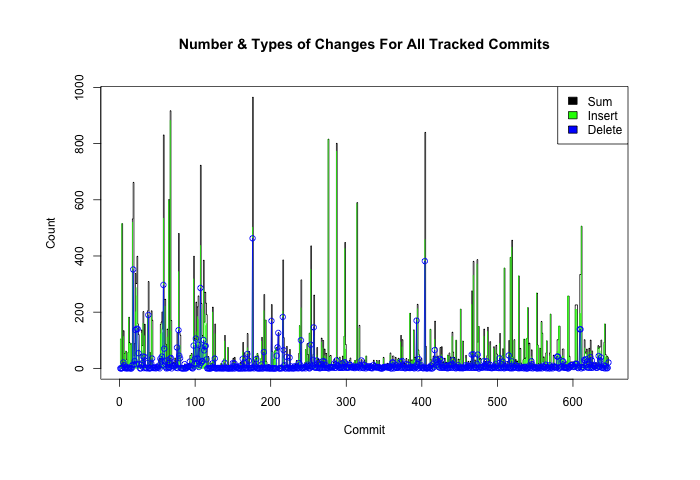 Number & Types of Changes For All Tracked Commits
1000
800
600
400
200
0
Count
Sum
Insert
Delete
0 100 200 300 400 500 600
Commit